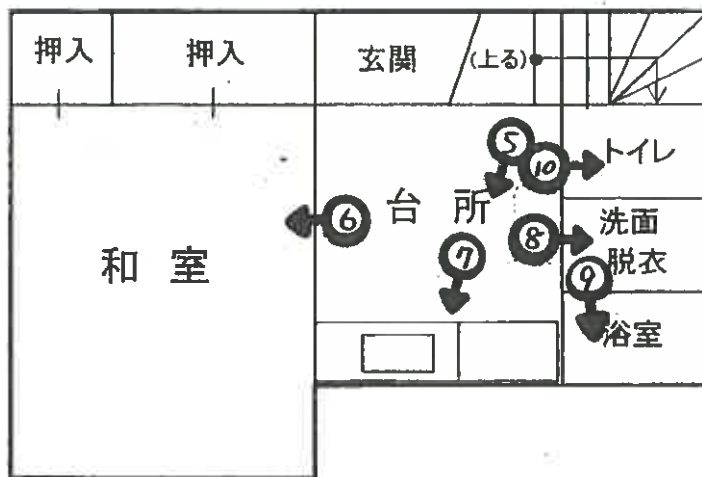 押入
押入
玄関
(上る)
⑤
⑩
トイレ
⑥
台所
⑧
洗面
脱衣
⑦
⑨
和室
浴室